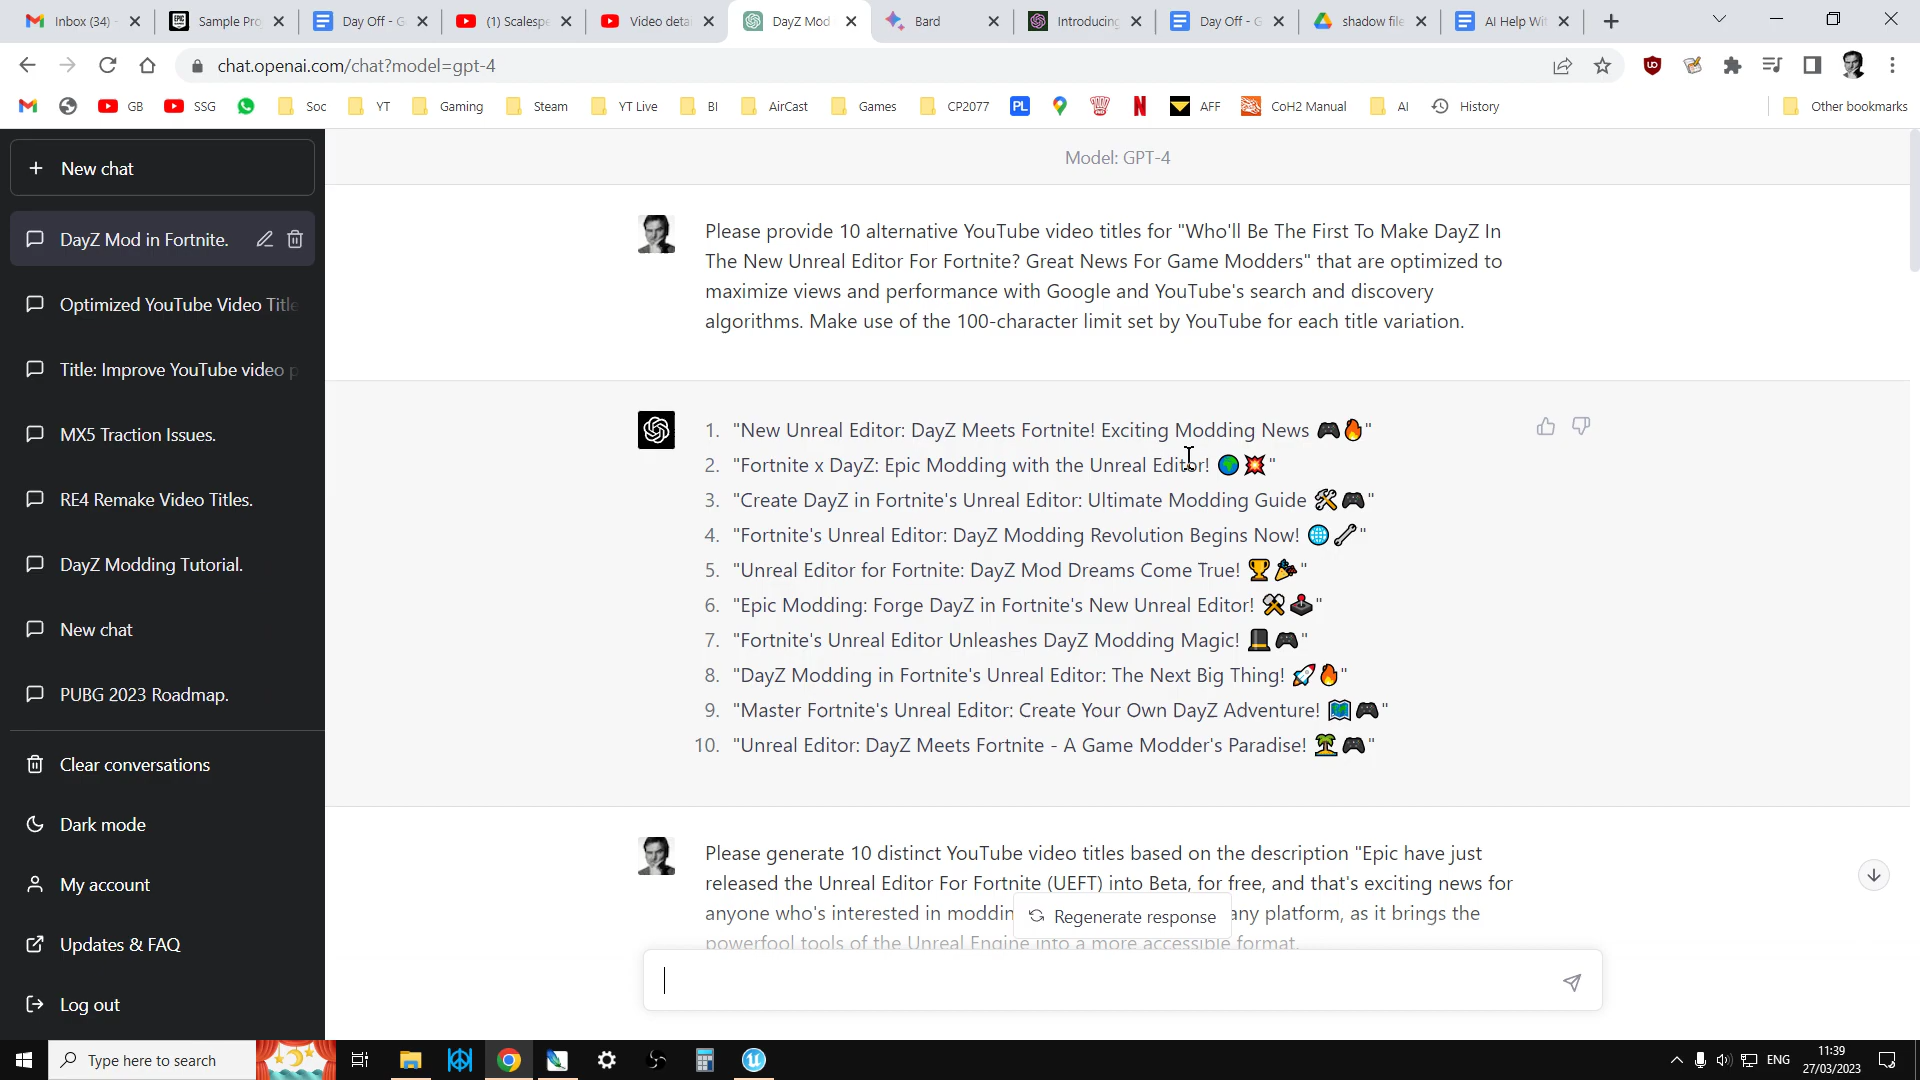 Inbox (34) -
Sample Pro
Day Off - G
(1) Scalespe
Video detai
DayZ Mod
Bard
Introducing
Day Off - G
shadow file
AI Help Wit
chat.openai.com/chat?model=gpt-4
GB
SSG
Soc
YT
Gaming
Steam
YT Live
BI
AirCast
Games
CP2077
PL
AFF
CoH2 Manual
AI
History
Other bookmarks
New chat
DayZ Mod in Fortnite.
Optimized YouTube Video Title
Title: Improve YouTube video p
MX5 Traction Issues.
RE4 Remake Video Titles.
DayZ Modding Tutorial.
New chat
PUBG 2023 Roadmap.
Clear conversations
Dark mode
My account
Updates & FAQ
Log out
Model: GPT-4
Please provide 10 alternative YouTube video titles for "Who'll Be The First To Make DayZ In
The New Unreal Editor For Fortnite? Great News For Game Modders" that are optimized to
maximize views and performance with Google and YouTube's search and discovery
algorithms. Make use of the 100-character limit set by YouTube for each title variation.
1. "New Unreal Editor: DayZ Meets Fortnite! Exciting Modding News 🎮🔥"
2. "Fortnite x DayZ: Epic Modding with the Unreal Editor! 🌍💥"
3. "Create DayZ in Fortnite's Unreal Editor: Ultimate Modding Guide 🛠️🎮"
4. "Fortnite's Unreal Editor: DayZ Modding Revolution Begins Now! 🌐🔧"
5. "Unreal Editor for Fortnite: DayZ Mod Dreams Come True! 🏆🎉"
6. "Epic Modding: Forge DayZ in Fortnite's New Unreal Editor! ⚒️🕹️"
7. "Fortnite's Unreal Editor Unleashes DayZ Modding Magic! 🎩🎮"
8. "DayZ Modding in Fortnite's Unreal Editor: The Next Big Thing! 🚀🔥"
9. "Master Fortnite's Unreal Editor: Create Your Own DayZ Adventure! 🗺️🎮"
10. "Unreal Editor: DayZ Meets Fortnite - A Game Modder's Paradise! 🏝️🎮"
Please generate 10 distinct YouTube video titles based on the description "Epic have just
released the Unreal Editor For Fortnite (UEFT) into Beta, for free, and that's exciting news for
anyone who's interested in moddin any platform, as it brings the
powerfool tools of the Unreal Engine into a more accessible format.
Regenerate response
Type here to search
ENG
11:39
27/03/2023